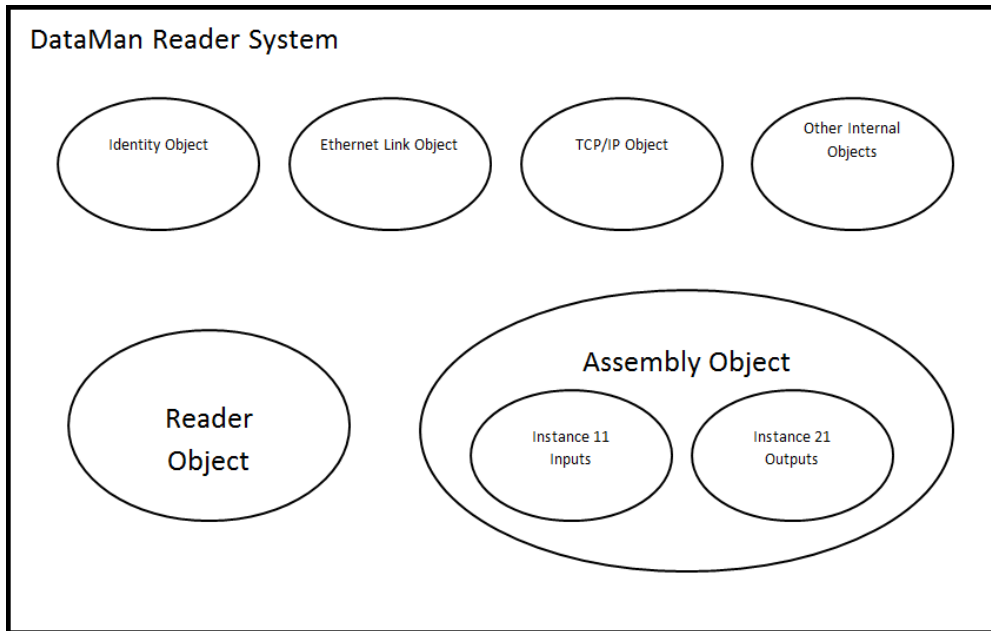 DataMan Reader System
Identity Object
Ethernet Link Object
TCP/IP Object
Other Internal
Objects
Reader
Object
Assembly Object
Instance 11
Inputs
Instance 21
Outputs